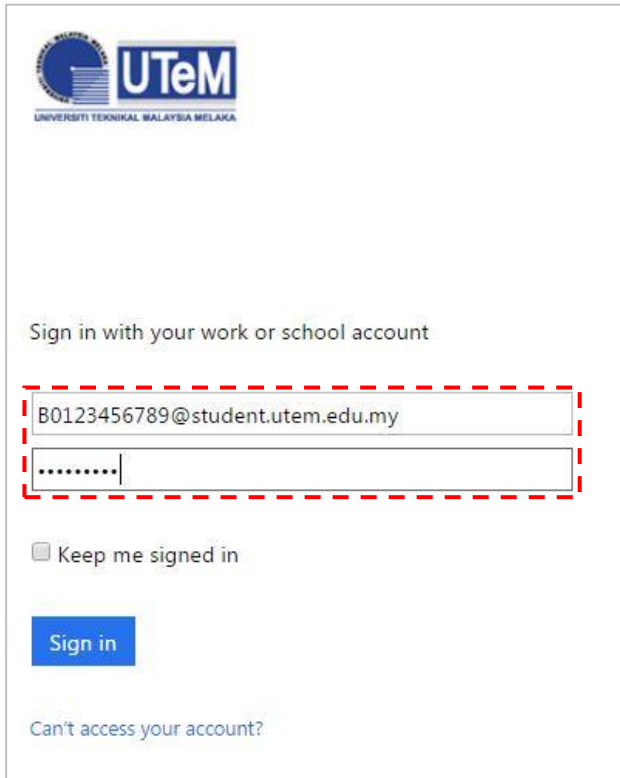 UTeM
UNIVERSITI TEKNIKAL MALAYSIA MELAKA
Sign in with your work or school account
B0123456789@student.utem.edu.my
•••••••••
Keep me signed in
Sign in
Can't access your account?